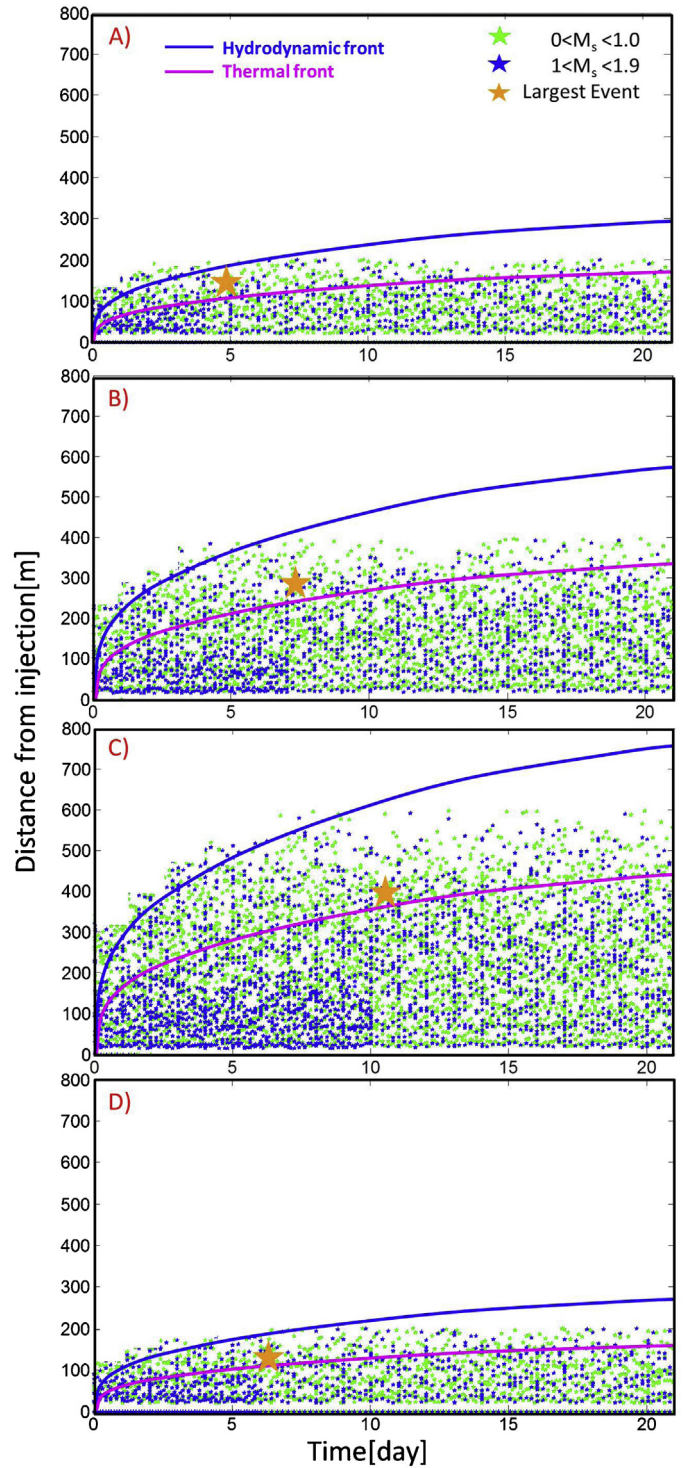 A)
Hydrodynamic front
Thermal front
0<Ms <1.0
1<Ms <1.9
Largest Event
800
700
600
500
400
300
200
100
0
0 5 10 15 20
B)
800
700
600
500
400
300
200
100
0
0 5 10 15 20
C)
800
700
600
500
400
300
200
100
0
0 5 10 15 20
D)
800
700
600
500
400
300
200
100
0
0 5 10 15 20
Distance from injection[m]
Time[day]